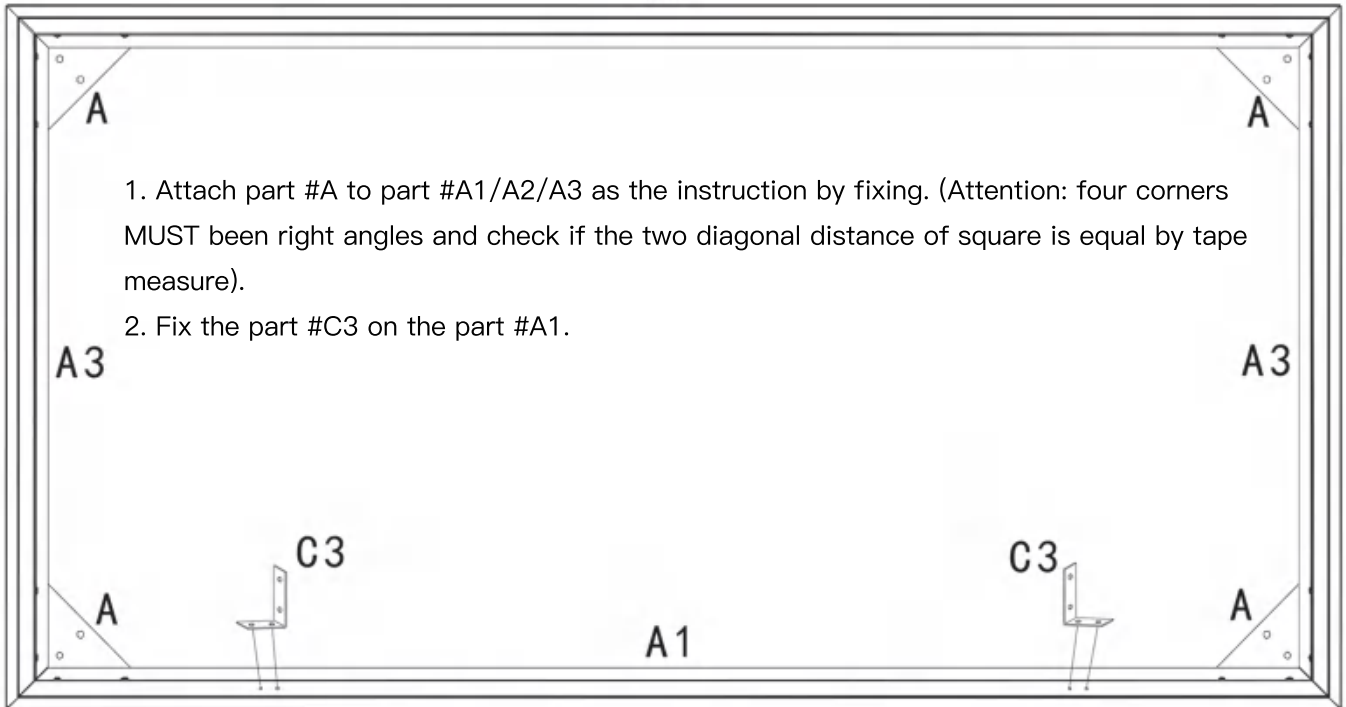 A A
1. Attach part #A to part #A1/A2/A3 as the instruction by fixing. (Attention: four corners
MUST been right angles and check if the two diagonal distance of square is equal by tape
measure).
2. Fix the part #C3 on the part #A1.
A3 A3
C3 C3
A A
A1